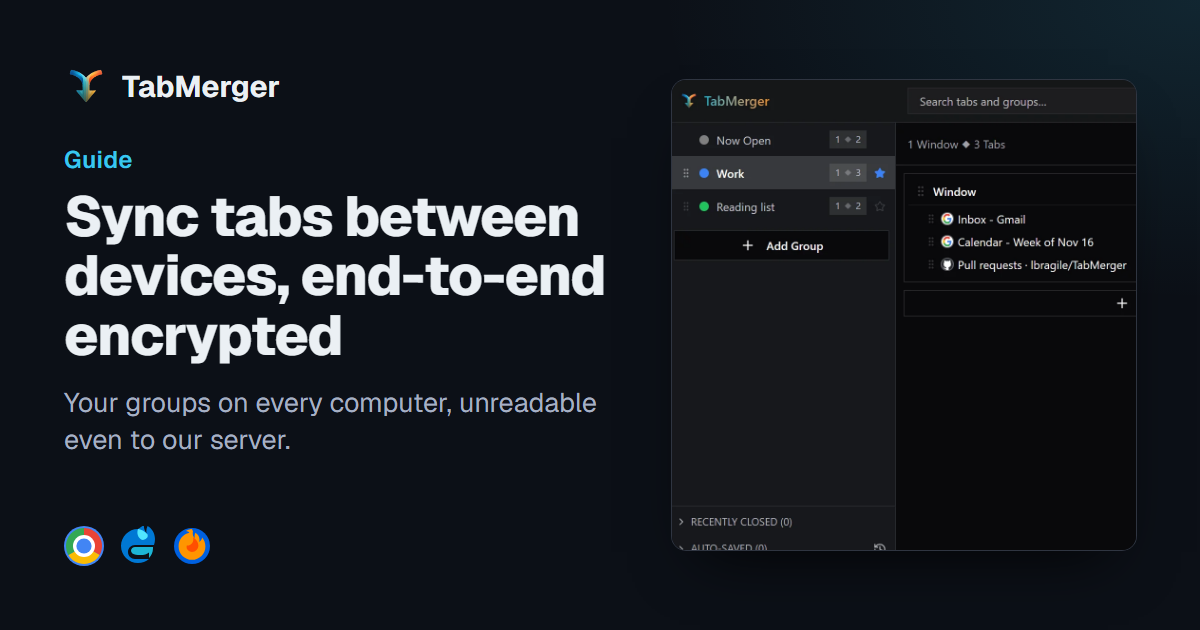 TabMerger
Guide
Sync tabs between
devices, end-to-end
encrypted
Your groups on every computer, unreadable
even to our server.
TabMerger
Search tabs and groups...
Now Open
1 ◆ 2
Work
1 ◆ 3
Reading list
1 ◆ 2
+ Add Group
1 Window ◆ 3 Tabs
Window
Inbox - Gmail
Calendar - Week of Nov 16
Pull requests · lbragile/TabMerger
+
RECENTLY CLOSED (0)
AUTO-SAVED (0)